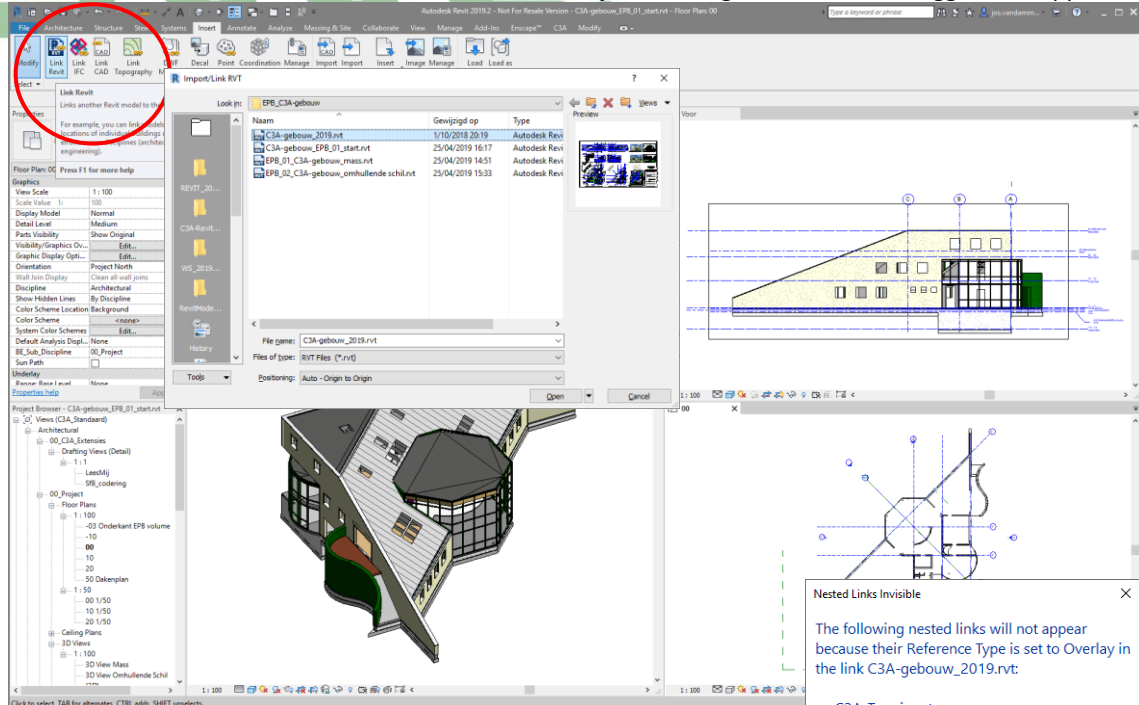 Autodesk Revit 2019.2 - Not For Resale Version - C3A-gebouw_EPB_01_start.rvt - Floor Plan: 00
Type a keyword or phrase
jos.vandamm...
File Architecture Structure Steel Systems Insert Annotate Analyze Massing & Site Collaborate View Manage Add-Ins Enscape™ C3A Modify
Modify Link Link Link Link DWF Decal Point Coordination Manage Import Import Insert Image Manage Load Load as
Revit IFC CAD Topography
Select
Link Revit
Links another Revit model to the
For example, you can link models
locations of individual buildings
engineering).
Press F1 for more help
Properties
Floor Plan: 00
Graphics
View Scale 1 : 100
Scale Value 1: 100
Display Model Normal
Detail Level Medium
Parts Visibility Show Original
Visibility/Graphics Ov... Edit...
Graphic Display Opti... Edit...
Orientation Project North
Wall Join Display Clean all wall joins
Discipline Architectural
Show Hidden Lines By Discipline
Color Scheme Location Background
Color Scheme <none>
System Color Schemes Edit...
Default Analysis Displ... None
BE_Sub_Discipline 00_Project
Sun Path
Underlay
Range: Base Level None
Properties help App
Import/Link RVT
? ×
Look in: EPB_C3A-gebouw
Views
Naam Gewijzigd op Type
Preview
C3A-gebouw_2019.rvt 1/10/2018 20:19 Autodesk Revi
C3A-gebouw_EPB_01_start.rvt 25/04/2019 16:17 Autodesk Revi
EPB_01_C3A-gebouw_mass.rvt 25/04/2019 14:51 Autodesk Revi
EPB_02_C3A-gebouw_omhullende schil.rvt 25/04/2019 15:33 Autodesk Revi
REVIT_20...
C3A-Revit...
WS_2019...
RevitMode...
History
File name: C3A-gebouw_2019.rvt
Files of type: RVT Files (*.rvt)
Tools
Positioning: Auto - Origin to Origin
Open Cancel
Voor
C B A
1 : 100
Project Browser - C3A-gebouw_EPB_01_start.rvt
Views (C3A_Standaard)
Architectural
00_C3A_Extensies
Drafting Views (Detail)
1 : 1
LeesMij
SfB_codering
00_Project
Floor Plans
1 : 100
-03 Onderkant EPB volume
-10
00
10
20
50 Dakenplan
1 : 50
00 1/50
10 1/50
20 1/50
Ceiling Plans
3D Views
1 : 100
3D View Mass
3D View Omhullende Schil
1 : 100
00
1 : 100
Nested Links Invisible
The following nested links will not appear
because their Reference Type is set to Overlay in
the link C3A-gebouw_2019.rvt:
Click to select, TAB for alternates, CTRL adds, SHIFT unselects.